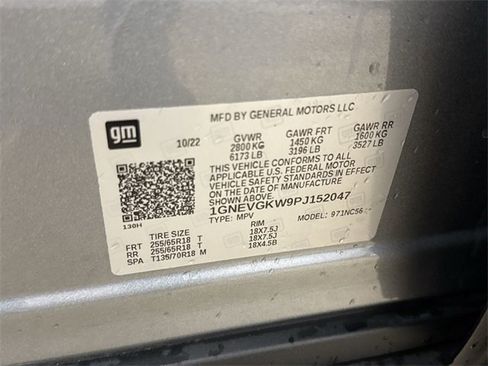 gm
MFD BY GENERAL MOTORS LLC
10/22 GVWR GAWR FRT GAWR RR
2800 KG 1450 KG 1600 KG
6173 LB 3196 LB 3527 LB
THIS VEHICLE CONFORMS TO ALL
APPLICABLE U.S. FEDERAL MOTOR
VEHICLE SAFETY STANDARDS IN EFFECT
ON THE DATE OF MANUFACTURE SHOWN ABOVE.
1GNEVGKW9PJ152047
TYPE: MPV MODEL: 971NC56
130H
TIRE SIZE RIM
FRT 255/65R18 T 18X7.5J
RR 255/65R18 T 18X7.5J
SPA T135/70R18 M 18X4.5B